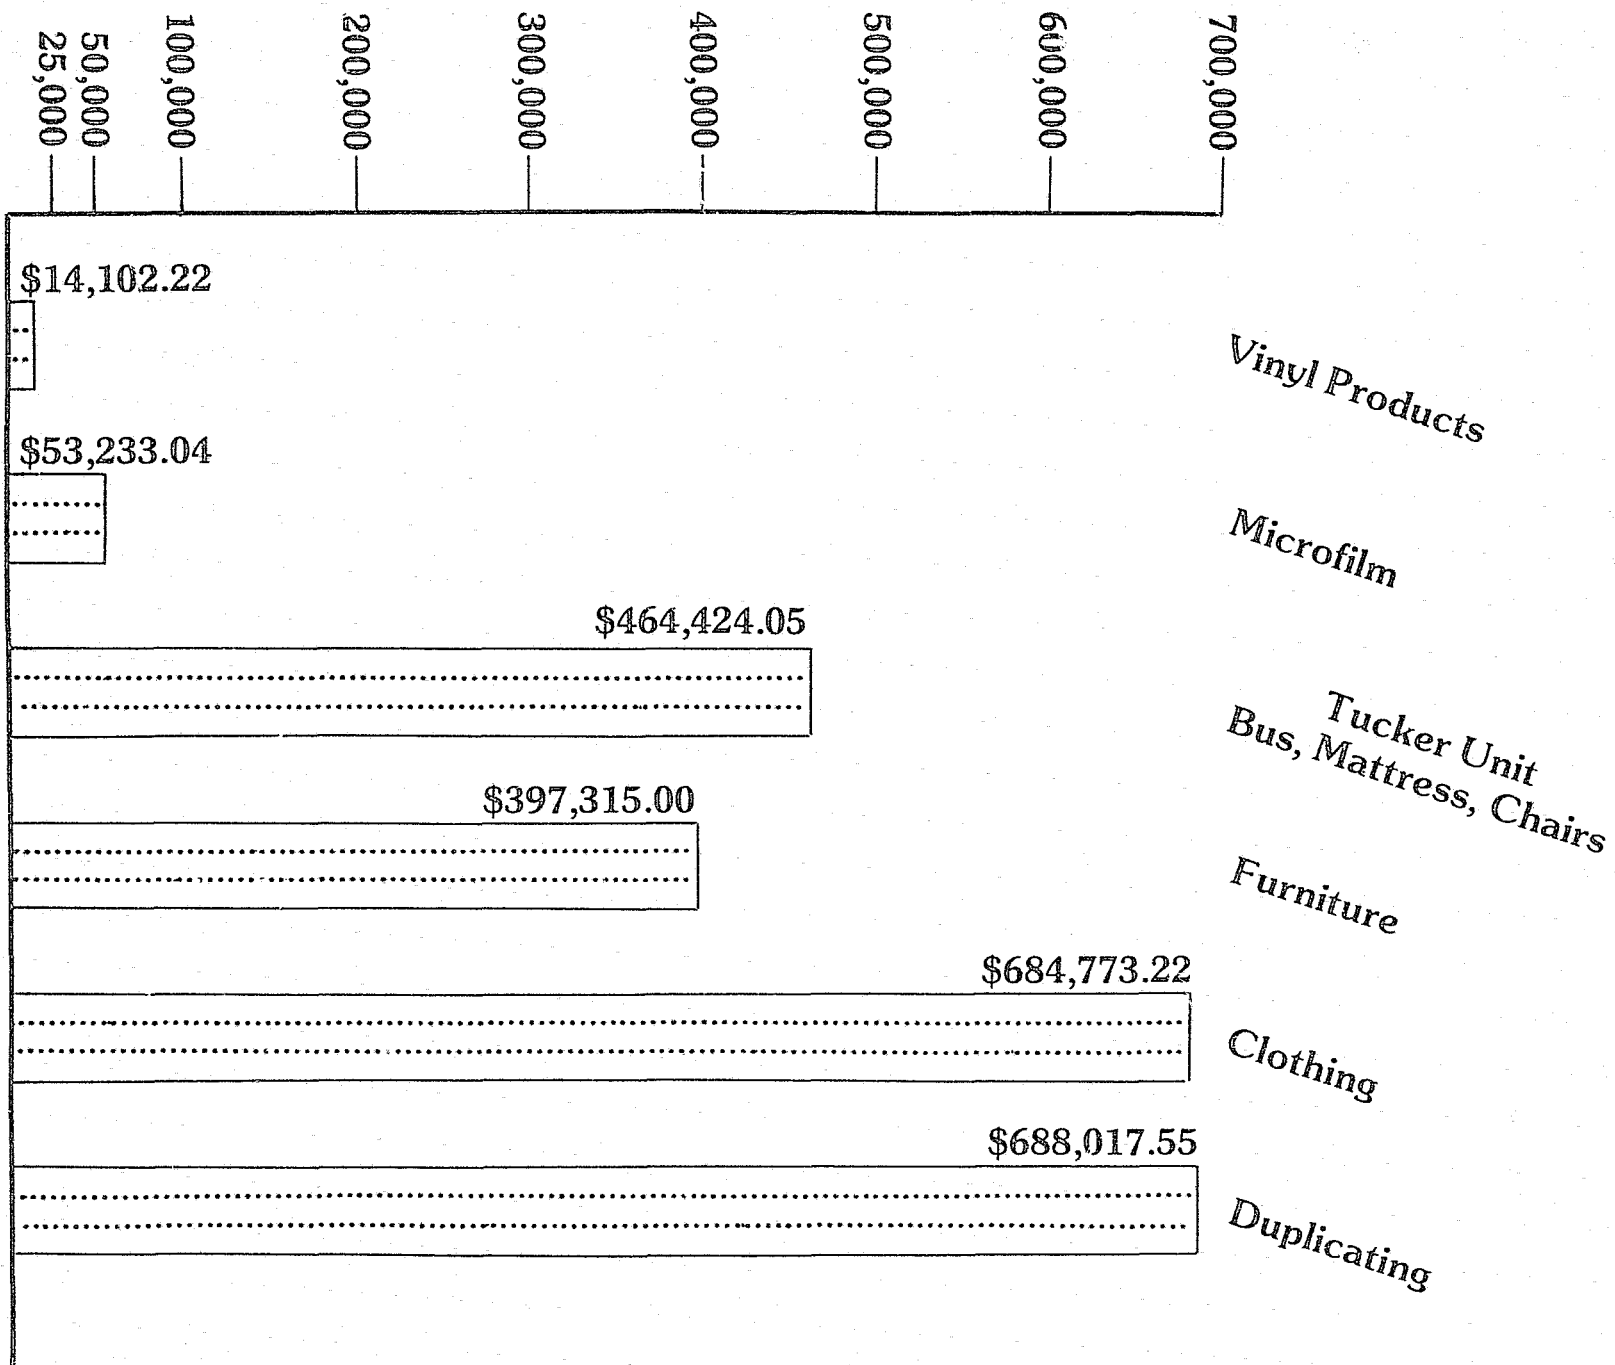 25,000
50,000
100,000
200,000
300,000
400,000
500,000
600,000
700,000
$14,102.22
Vinyl Products
$53,233.04
Microfilm
$464,424.05
Tucker Unit
Bus, Mattress, Chairs
$397,315.00
Furniture
$684,773.22
Clothing
$688,017.55
Duplicating